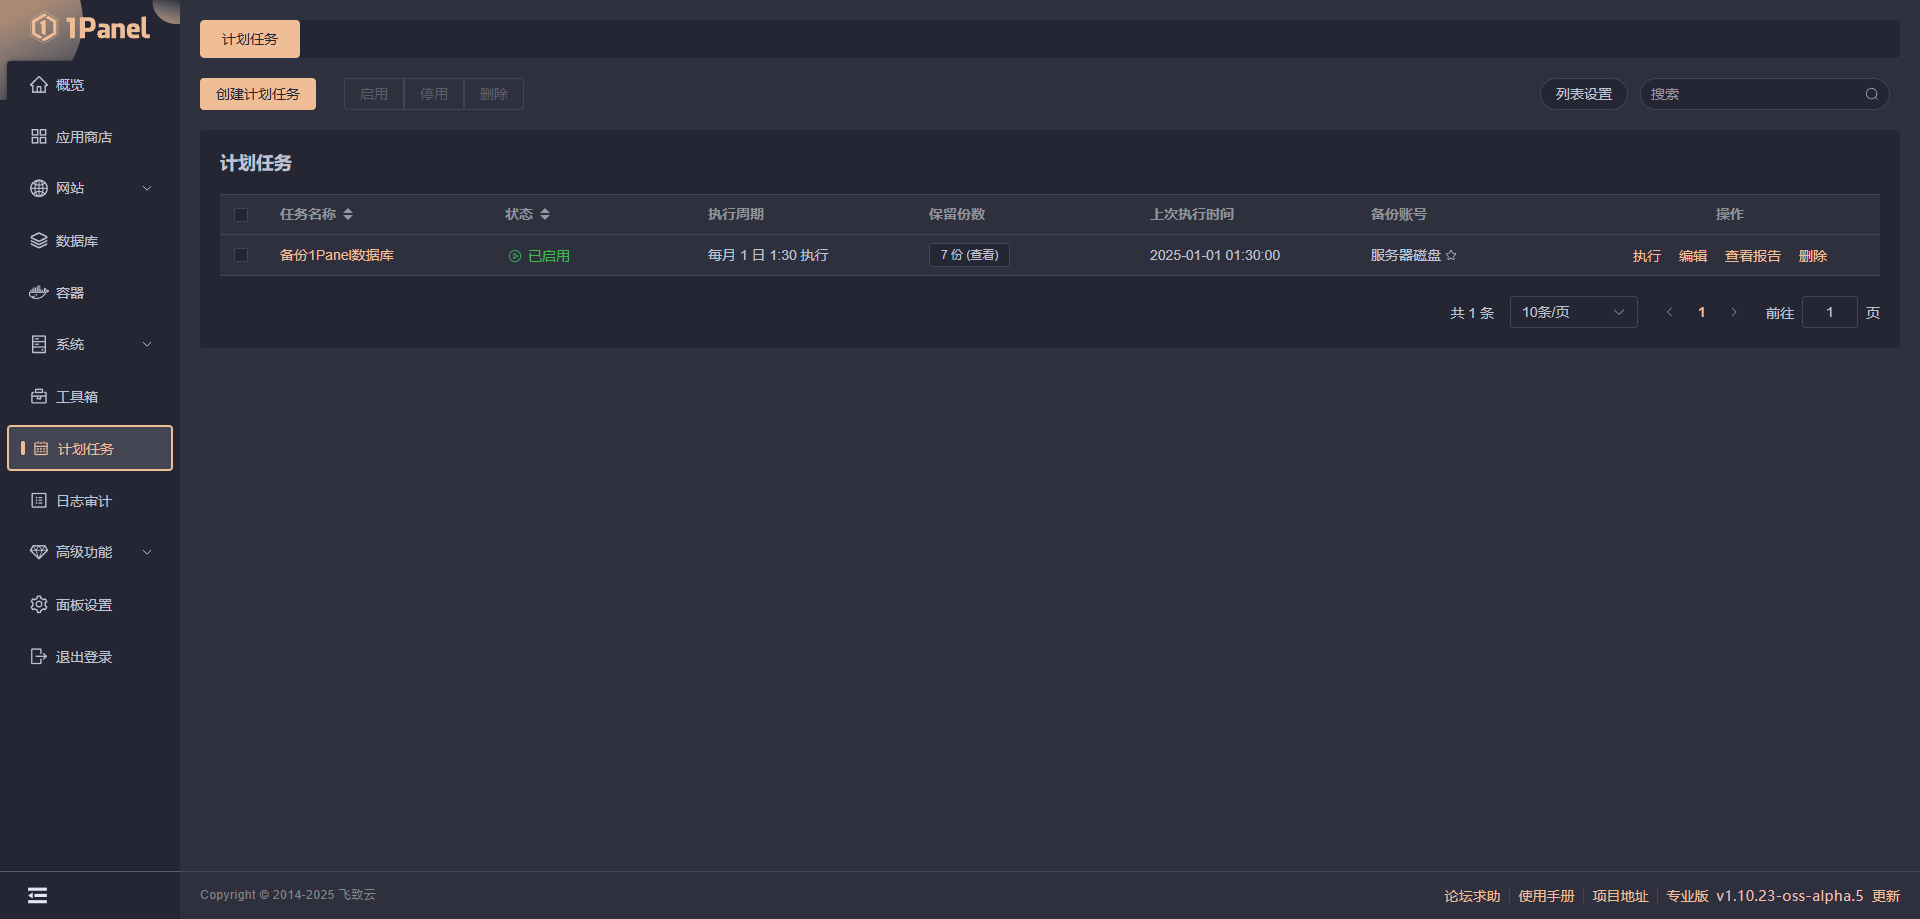 1Panel
概览
应用商店
网站
数据库
容器
系统
工具箱
计划任务
日志审计
高级功能
面板设置
退出登录
计划任务
创建计划任务 启用 停用 删除 列表设置 搜索
计划任务
任务名称 状态 执行周期 保留份数 上次执行时间 备份账号 操作
备份1Panel数据库 已启用 每月 1 日 1:30 执行 7 份 (查看) 2025-01-01 01:30:00 服务器磁盘 执行 编辑 查看报告 删除
共 1 条 10条/页 1 前往 1 页
Copyright © 2014-2025 飞致云 论坛求助 使用手册 项目地址 专业版 v1.10.23-oss-alpha.5 更新